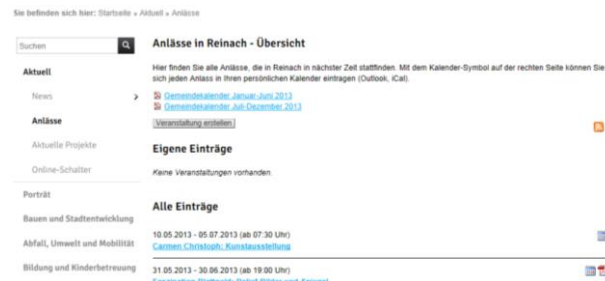 Sie befinden sich hier: Startseite » Aktuell » Anlässe
Suchen
Aktuell
News
Anlässe
Aktuelle Projekte
Online-Schalter
Porträt
Bauen und Stadtentwicklung
Abfall, Umwelt und Mobilität
Bildung und Kinderbetreuung
Anlässe in Reinach - Übersicht
Hier finden Sie alle Anlässe, die in Reinach in nächster Zeit stattfinden. Mit dem Kalender-Symbol auf der rechten Seite können Sie
sich jeden Anlass in Ihren persönlichen Kalender eintragen (Outlook, iCal).
Gemeindekalender Januar-Juni 2013
Gemeindekalender Juli-Dezember 2013
Veranstaltung erstellen
Eigene Einträge
Keine Veranstaltungen vorhanden
Alle Einträge
10.05.2013 - 05.07.2013 (ab 07:30 Uhr)
Carmen Christoph: Kunstausstellung
31.05.2013 - 30.06.2013 (ab 19:00 Uhr)